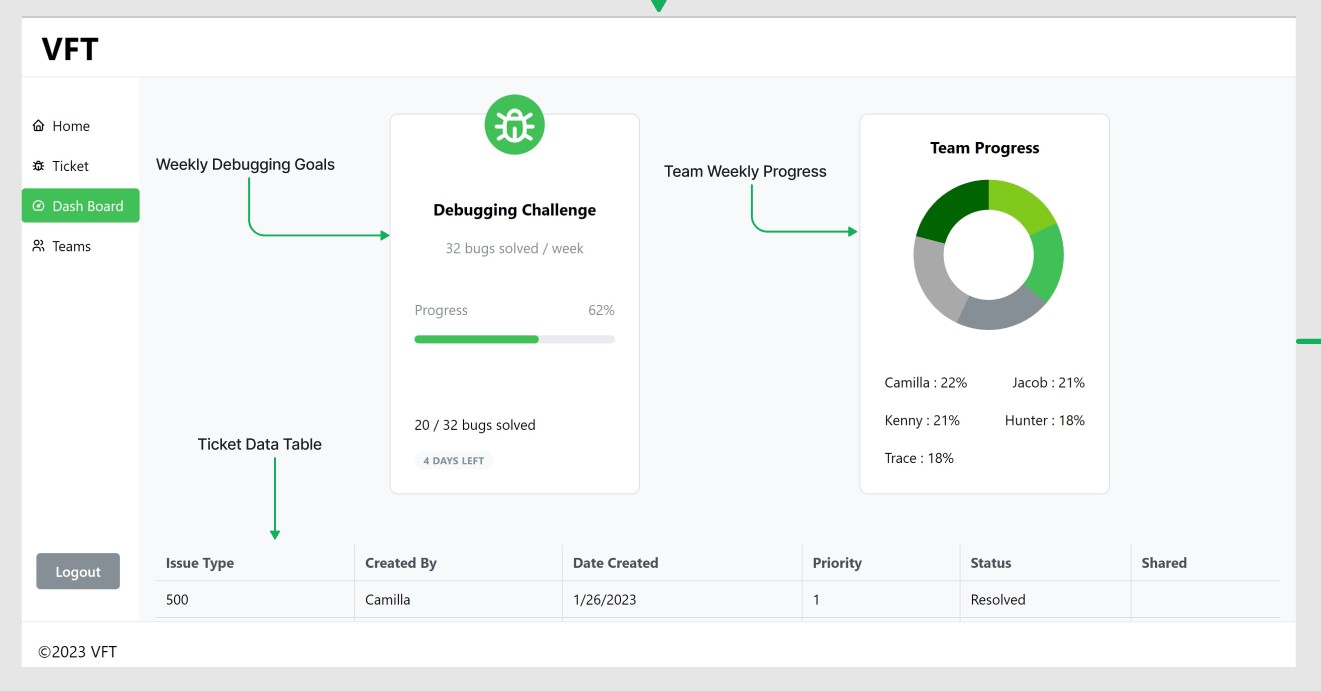 VFT
Home
Ticket
Dash Board
Teams
Logout
Weekly Debugging Goals
Debugging Challenge
32 bugs solved / week
Progress 62%
20 / 32 bugs solved
4 DAYS LEFT
Team Weekly Progress
Team Progress
Camilla : 22% Jacob : 21%
Kenny : 21% Hunter : 18%
Trace : 18%
Ticket Data Table
Issue Type Created By Date Created Priority Status Shared
500 Camilla 1/26/2023 1 Resolved
©2023 VFT